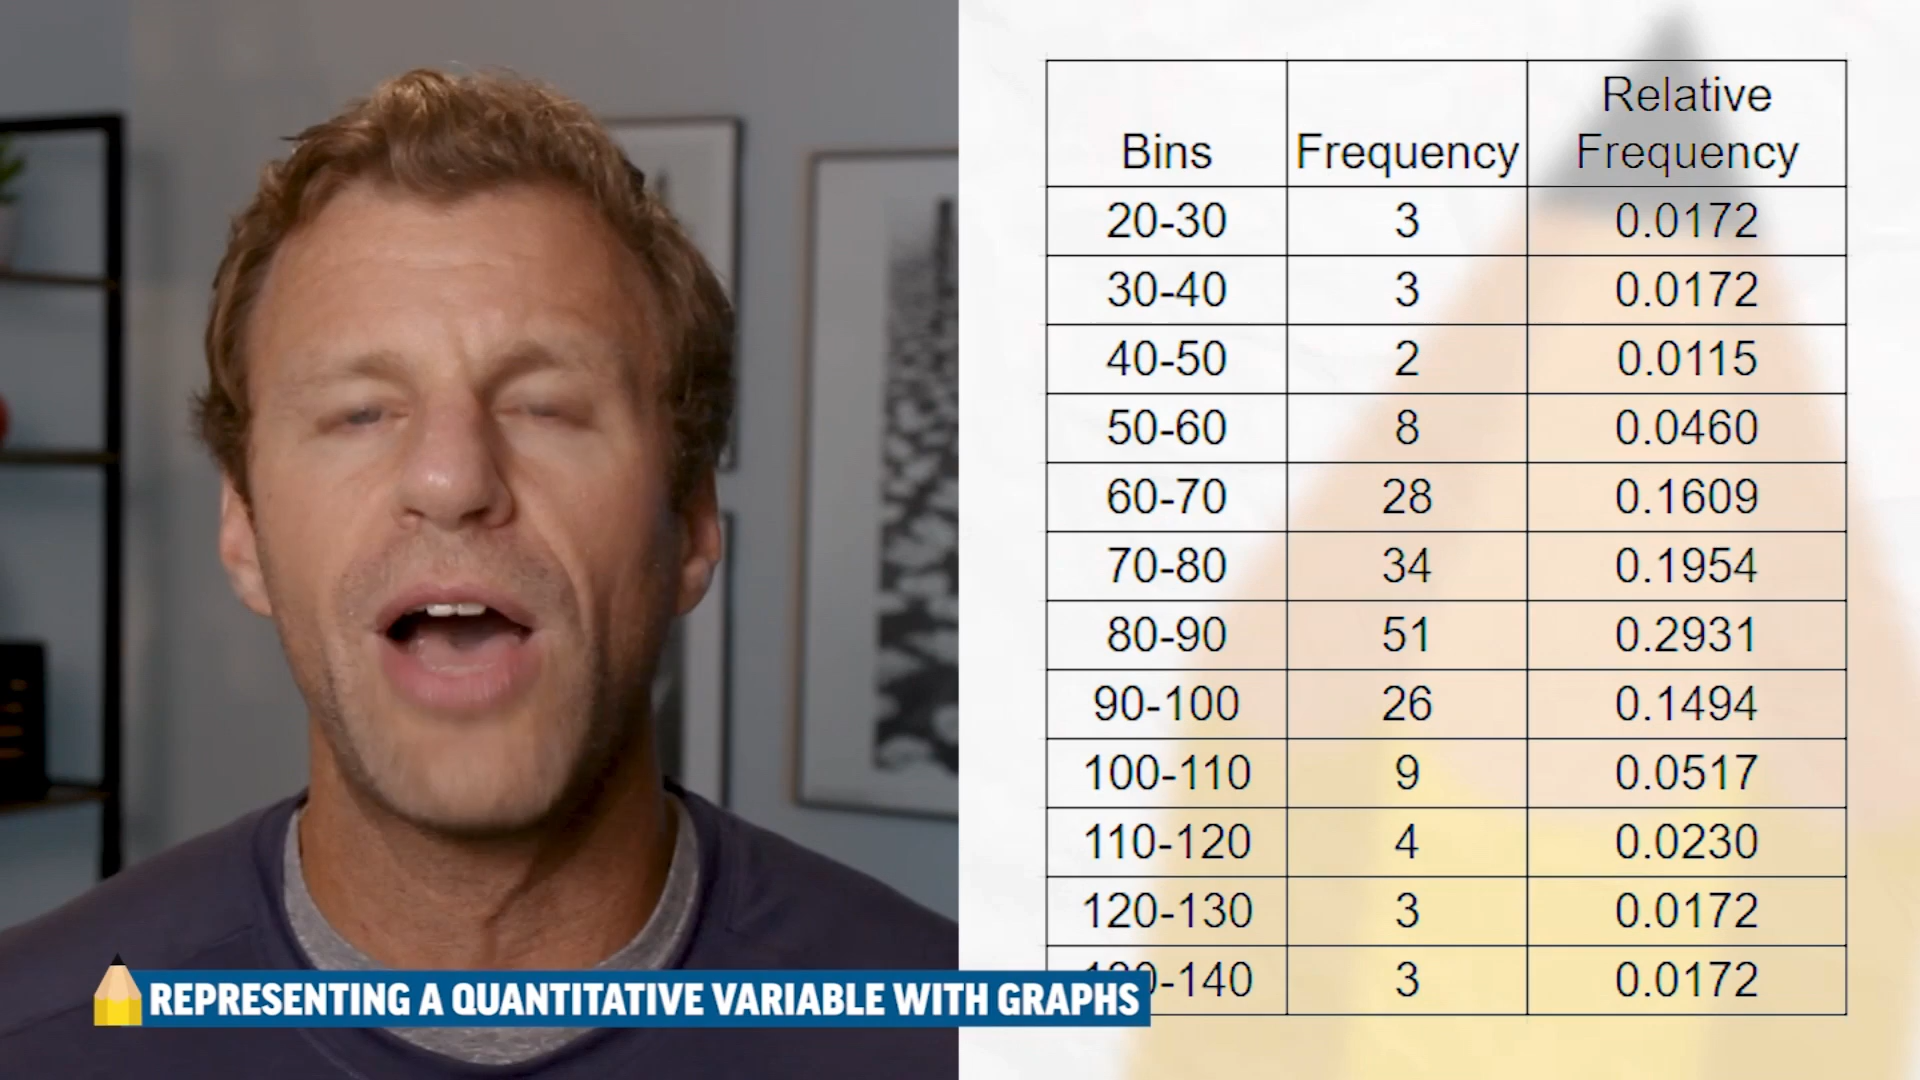 Bins Frequency Relative Frequency
20-30 3 0.0172
30-40 3 0.0172
40-50 2 0.0115
50-60 8 0.0460
60-70 28 0.1609
70-80 34 0.1954
80-90 51 0.2931
90-100 26 0.1494
100-110 9 0.0517
110-120 4 0.0230
120-130 3 0.0172
-140 3 0.0172
REPRESENTING A QUANTITATIVE VARIABLE WITH GRAPHS